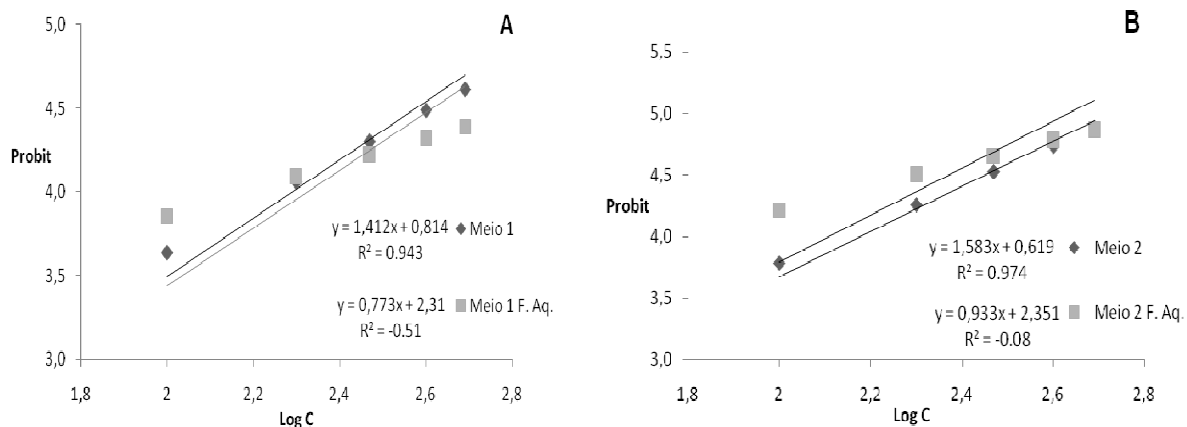 A
5,0
4,5
Probit
4,0
3,5
3,0
y = 1,412x + 0,814
R² = 0.943
Meio 1
y = 0,773x + 2,31
R² = -0.51
Meio 1 F. Aq.
1,8 2 2,2 2,4 2,6 2,8
Log C
B
5,5
5,0
4,5
Probit
4,0
3,5
3,0
y = 1,583x + 0,619
R² = 0.974
Meio 2
y = 0,933x + 2,351
R² = -0.08
Meio 2 F. Aq.
1,8 2 2,2 2,4 2,6 2,8
Log C